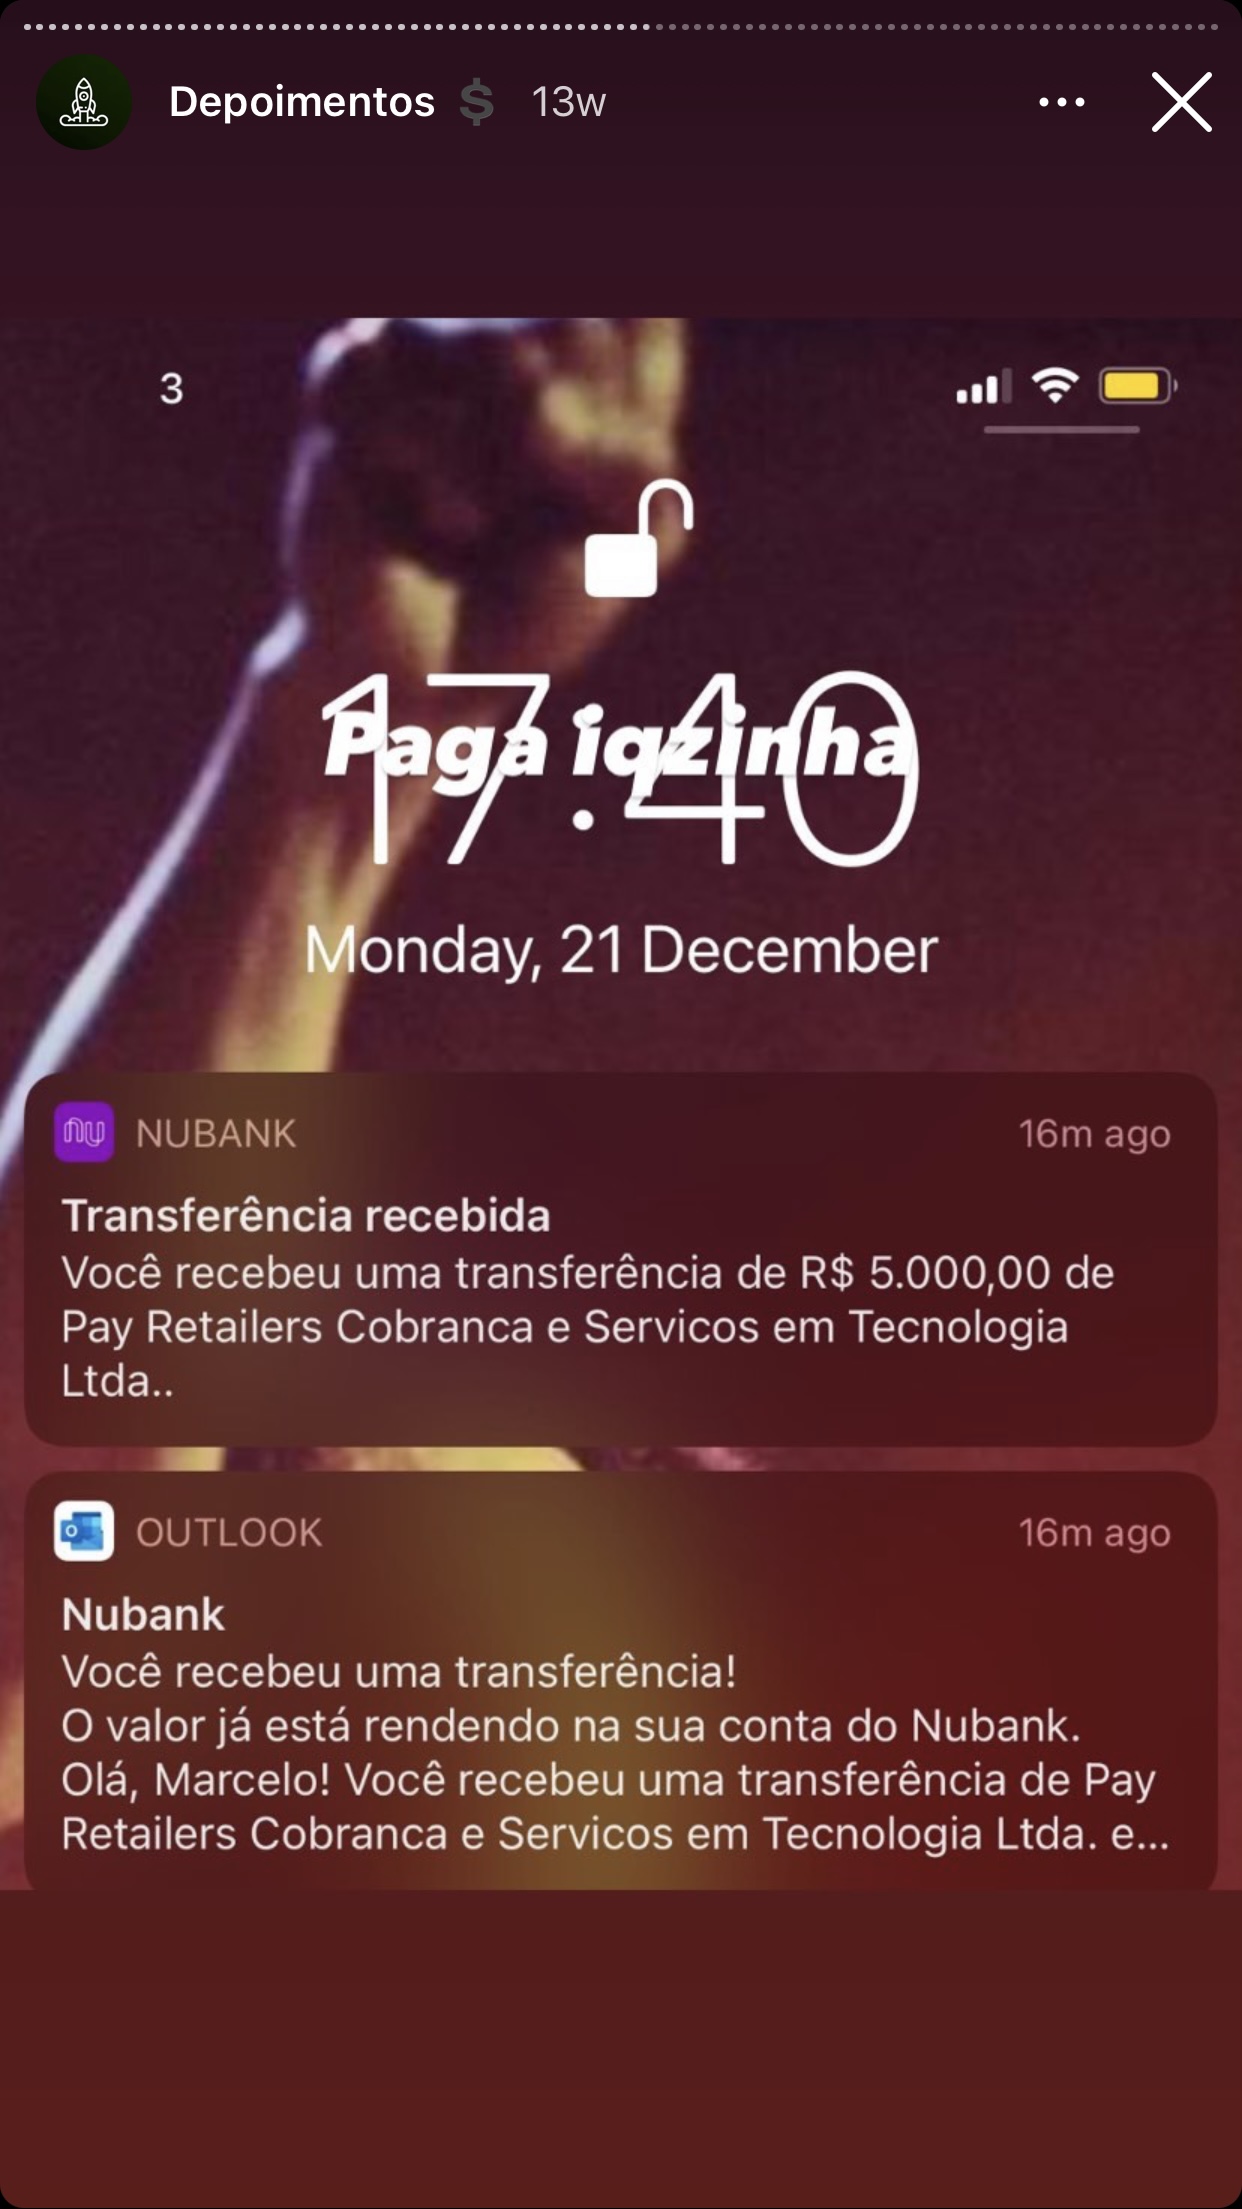 Depoimentos $ 13w
3
17:40
Paga iqzinha
Monday, 21 December
nu NUBANK 16m ago
Transferência recebida
Você recebeu uma transferência de R$ 5.000,00 de
Pay Retailers Cobranca e Servicos em Tecnologia
Ltda..
OUTLOOK 16m ago
Nubank
Você recebeu uma transferência!
O valor já está rendendo na sua conta do Nubank.
Olá, Marcelo! Você recebeu uma transferência de Pay
Retailers Cobranca e Servicos em Tecnologia Ltda. e...